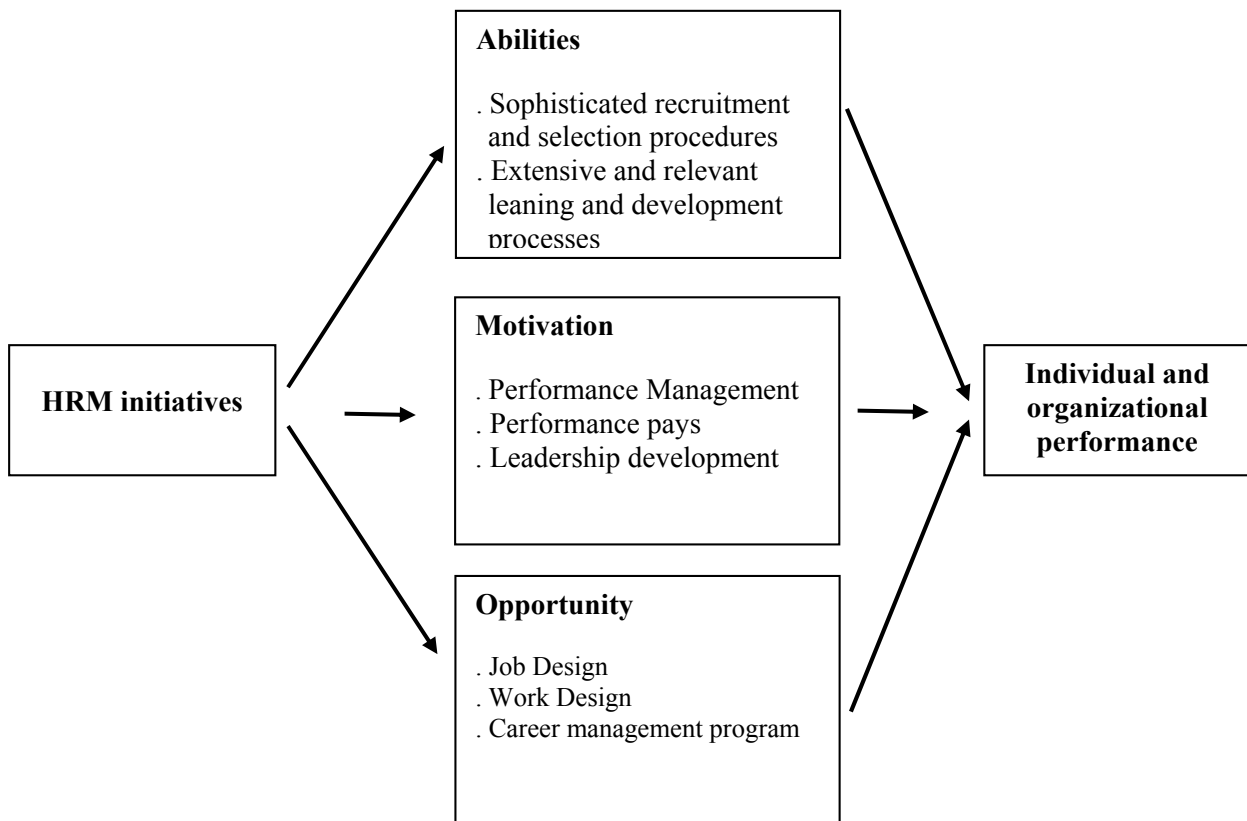 Abilities
. Sophisticated recruitment
and selection procedures
. Extensive and relevant
leaning and development
processes
HRM initiatives
Motivation
. Performance Management
. Performance pays
. Leadership development
Opportunity
. Job Design
. Work Design
. Career management program
Individual and
organizational
performance